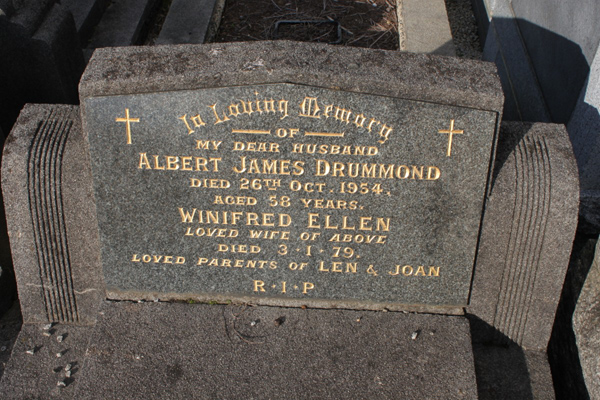 In Loving Memory
OF
MY DEAR HUSBAND
ALBERT JAMES DRUMMOND
DIED 26TH OCT. 1954.
AGED 58 YEARS.
WINIFRED ELLEN
LOVED WIFE OF ABOVE
DIED 3·1·79.
LOVED PARENTS OF LEN & JOAN
R·I·P